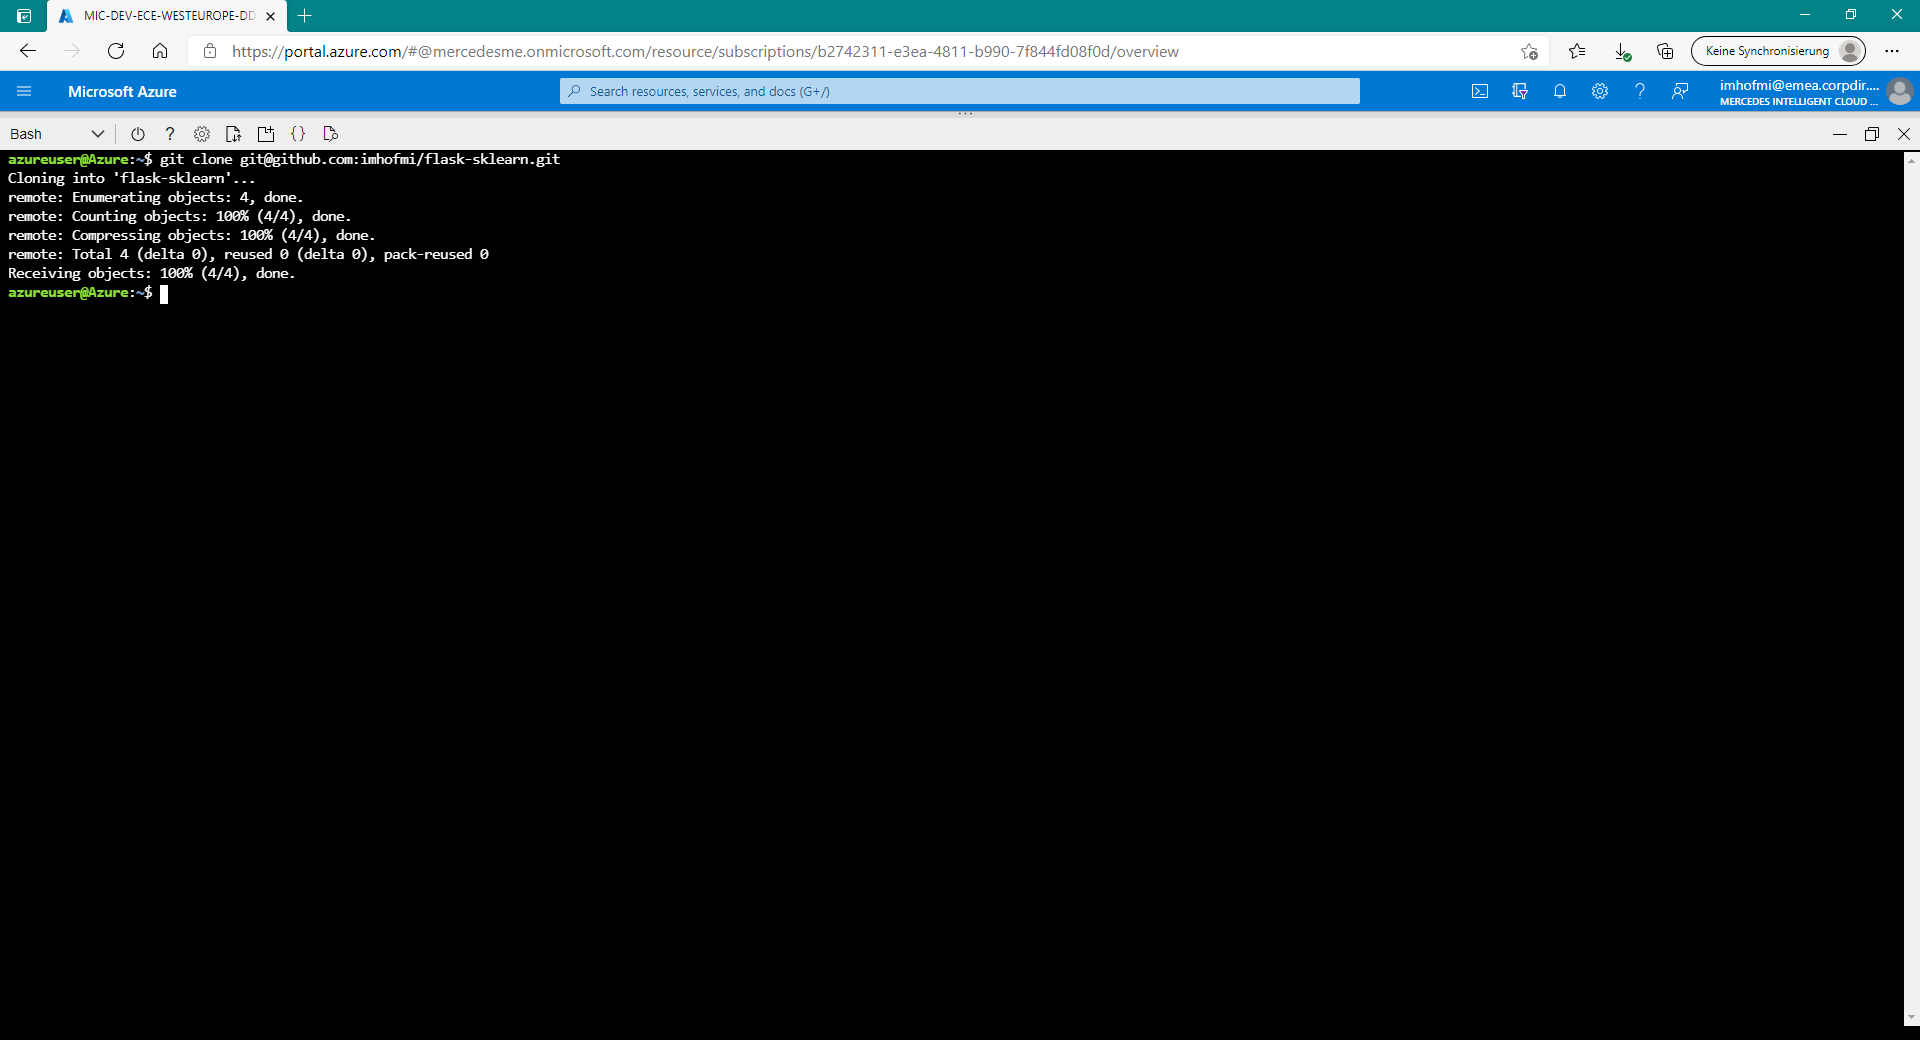 MIC-DEV-ECE-WESTEUROPE-DD
https://portal.azure.com/#@mercedesme.onmicrosoft.com/resource/subscriptions/b2742311-e3ea-4811-b990-7f844fd08f0d/overview
Keine Synchronisierung
Microsoft Azure
Search resources, services, and docs (G+/)
imhofmi@emea.corpdir....
MERCEDES INTELLIGENT CLOUD ...
Bash
azureuser@Azure:~$ git clone git@github.com:imhofmi/flask-sklearn.git
Cloning into 'flask-sklearn'...
remote: Enumerating objects: 4, done.
remote: Counting objects: 100% (4/4), done.
remote: Compressing objects: 100% (4/4), done.
remote: Total 4 (delta 0), reused 0 (delta 0), pack-reused 0
Receiving objects: 100% (4/4), done.
azureuser@Azure:~$